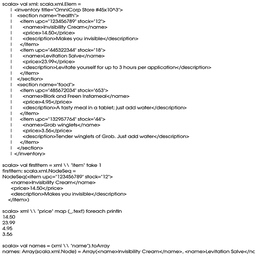 scala> val xml: scala.xml.Elem =
| <inventory title="OmniCorp Store #45x10^3">
| <section name="health">
| <item upc="123456789" stock="12">
| <name>Invisibility Cream</name>
| <price>14.50</price>
| <description>Makes you invisible</description>
| </item>
| <item upc="445322344" stock="18">
| <name>Levitation Salve</name>
| <price>23.99</price>
| <description>Levitate yourself for up to 3 hours per application</description>
| </item>
| </section>
| <section name="food">
| <item upc="485672034" stock="653">
| <name>Blork and Freen Instameal</name>
| <price>4.95</price>
| <description>A tasty meal in a tablet; just add water</description>
| </item>
| <item upc="132957764" stock="44">
| <name>Grob winglets</name>
| <price>3.56</price>
| <description>Tender winglets of Grob. Just add water</description>
| </item>
| </section>
| </inventory>
scala> val firstItem = xml \\ "item" take 1
firstItem: scala.xml.NodeSeq =
NodeSeq(<item upc="123456789" stock="12">
<name>Invisibility Cream</name>
<price>14.50</price>
<description>Makes you invisible</description>
</item>)
scala> xml \\ "price" map (_.text) foreach println
14.50
23.99
4.95
3.56
scala> val names = (xml \\ "name").toArray
names: Array[scala.xml.Node] = Array(<name>Invisibility Cream</name>, <name>Levitation Salve</nc